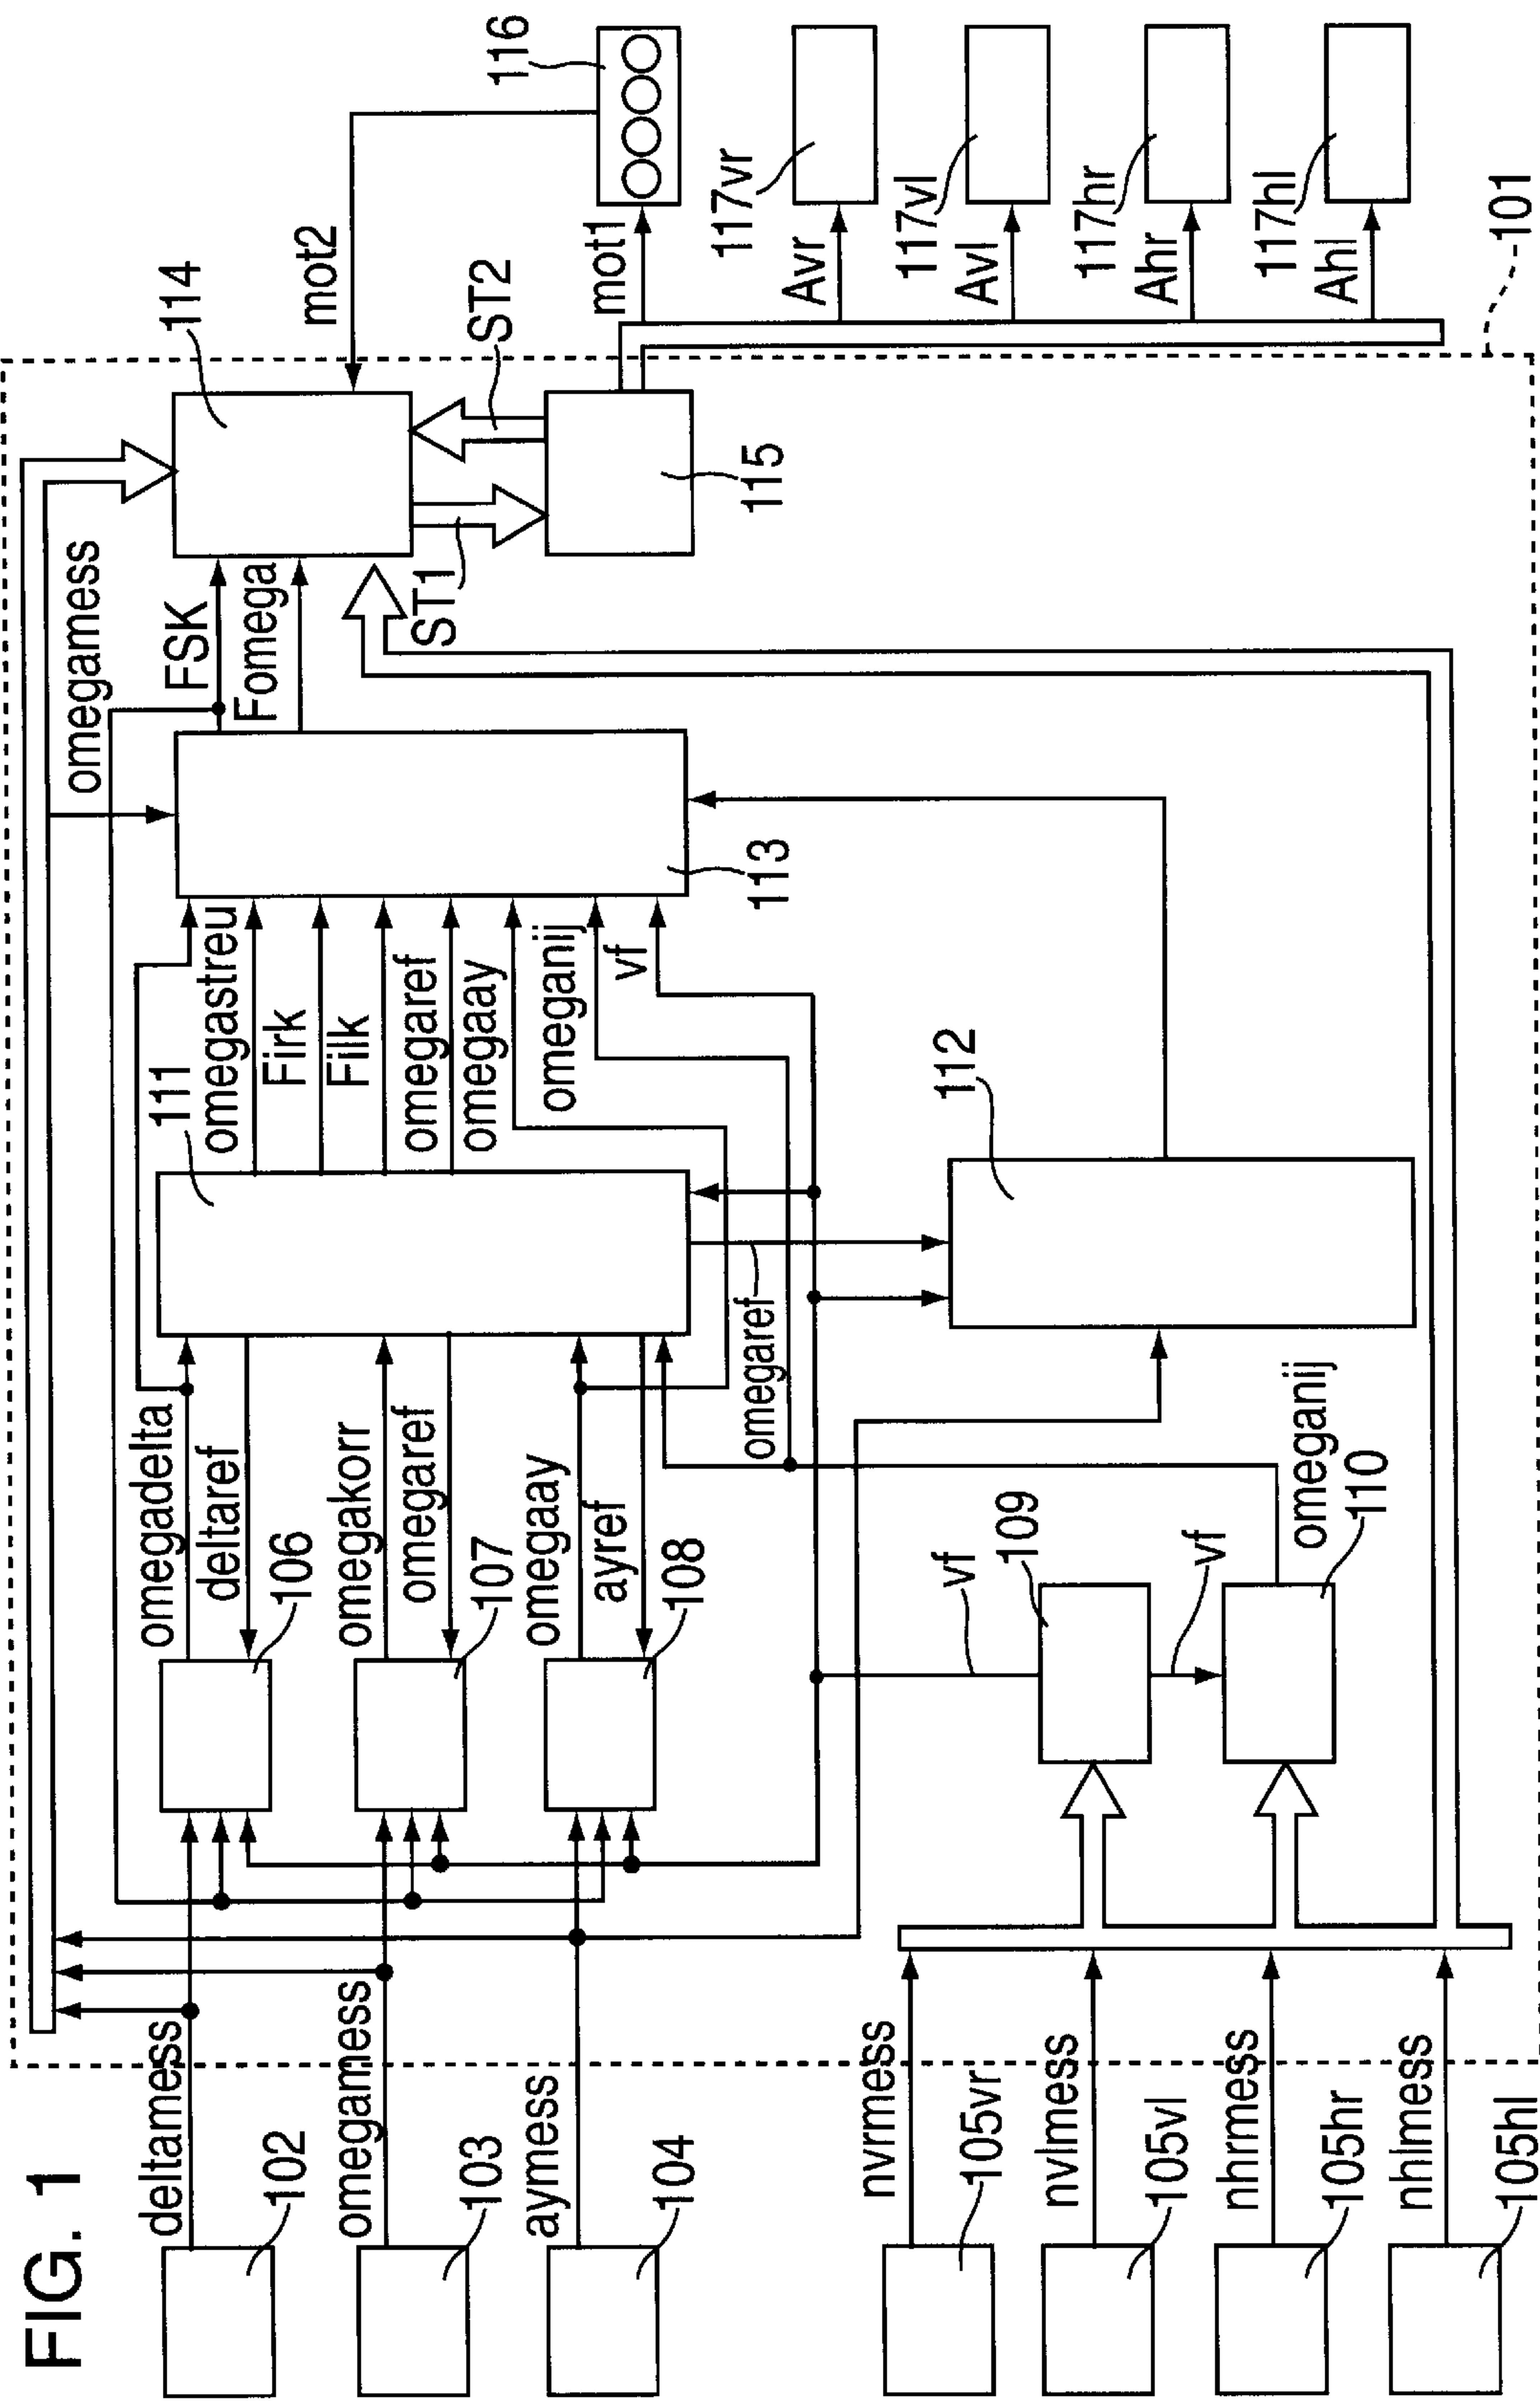 FIG. 1
102
deltamess
103
omegamess
104
aymess
105vr
nvrmess
105vl
nvlmess
105hr
nhrmess
105hl
nhlmess
106
omegadelta
deltaref
107
omegakorr
omegaref
108
omegaay
ayref
109
vf
vf
110
omeganij
111
omegaref
112
omegastreu
Firk
Filk
omegaref
omegaay
omeganij
vf
113
omegamess
FSK
Fomega
114
ST1
ST2
115
mot2
mot1
116
Avr
117vr
Avl
117vl
Ahr
117hr
Ahl
117hl
101